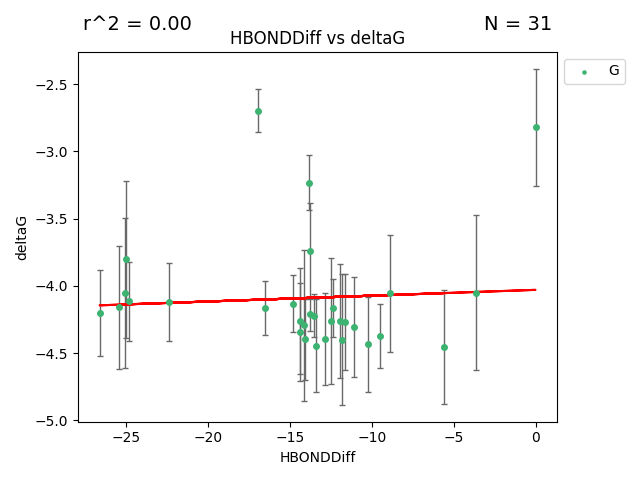 r^2 = 0.00
N = 31
HBONDDiff vs deltaG
G
−2.5
−3.0
−3.5
−4.0
−4.5
−5.0
deltaG
−25
−20
−15
−10
−5
0
HBONDDiff